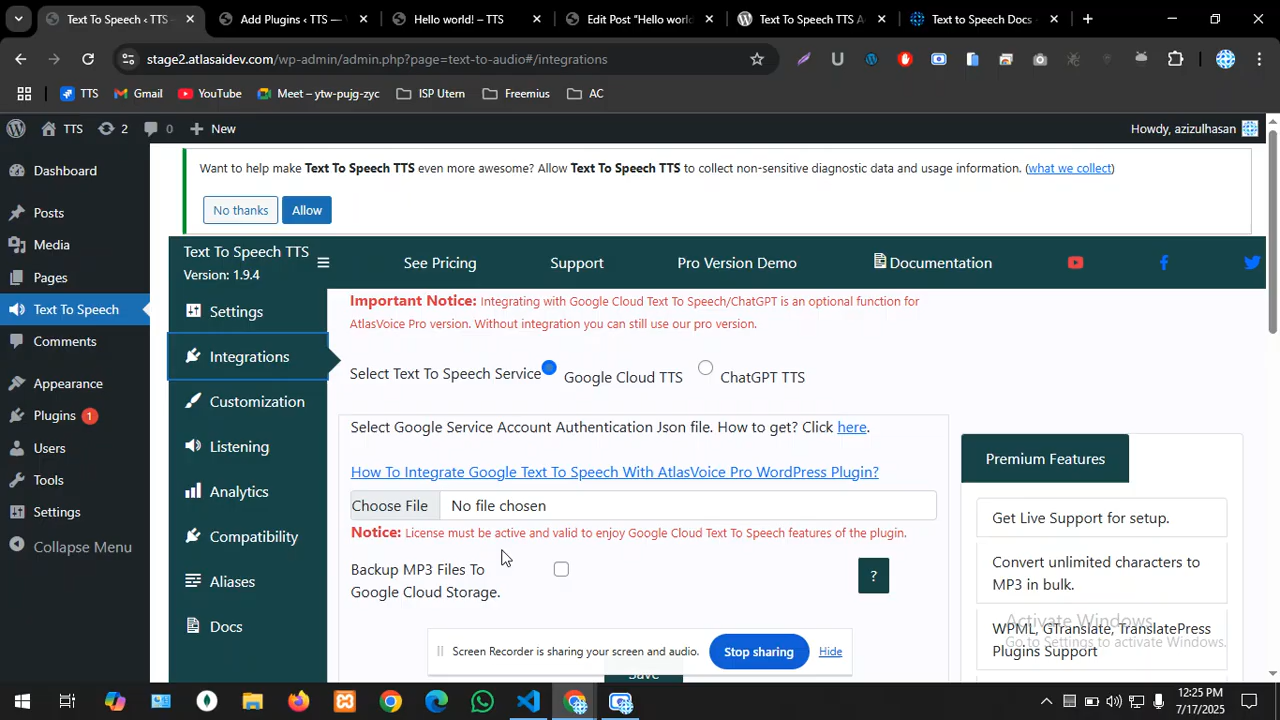 Text To Speech TTS ‹ TTS
Add Plugins ‹ TTS —
Hello world! – TTS
Edit Post "Hello worl
Text To Speech TTS A
Text to Speech Docs -
stage2.atlasaidev.com/wp-admin/admin.php?page=text-to-audio#/integrations
TTS
Gmail
YouTube
Meet – ytw-pujg-zyc
ISP Utern
Freemius
AC
TTS
2
0
New
Howdy, azizulhasan
Dashboard
Posts
Media
Pages
Text To Speech
Comments
Appearance
Plugins 1
Users
Tools
Settings
Collapse Menu
Want to help make Text To Speech TTS even more awesome? Allow Text To Speech TTS to collect non-sensitive diagnostic data and usage information. (what we collect)
No thanks
Allow
Text To Speech TTS
Version: 1.9.4
See Pricing
Support
Pro Version Demo
Documentation
Settings
Integrations
Customization
Listening
Analytics
Compatibility
Aliases
Docs
Important Notice: Integrating with Google Cloud Text To Speech/ChatGPT is an optional function for
AtlasVoice Pro version. Without integration you can still use our pro version.
Select Text To Speech Service
Google Cloud TTS
ChatGPT TTS
Select Google Service Account Authentication Json file. How to get? Click here.
How To Integrate Google Text To Speech With AtlasVoice Pro WordPress Plugin?
Choose File
No file chosen
Notice: License must be active and valid to enjoy Google Cloud Text To Speech features of the plugin.
Backup MP3 Files To
Google Cloud Storage.
?
Save
Premium Features
Get Live Support for setup.
Convert unlimited characters to
MP3 in bulk.
WPML, GTranslate, TranslatePress
Plugins Support
Activate Windows
Go to Settings to activate Windows.
Screen Recorder is sharing your screen and audio.
Stop sharing
Hide
12:25 PM
7/17/2025